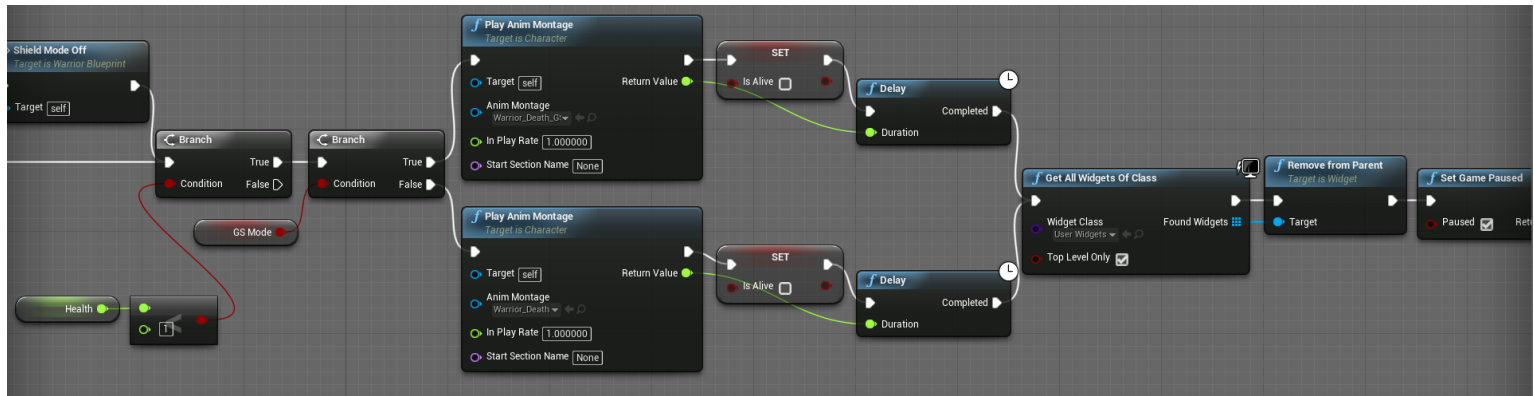 Shield Mode Off
Target is Warrior Blueprint
Target self
Branch
True
Condition
False
GS Mode
Health
1
Branch
True
Condition
False
Play Anim Montage
Target is Character
Target self
Return Value
Anim Montage
In Play Rate 1.000000
Start Section Name None
Play Anim Montage
Target is Character
Target self
Return Value
Anim Montage
Warrior_Death
In Play Rate 1.000000
Start Section Name None
SET
Is Alive
SET
Is Alive
Delay
Completed
Duration
Delay
Completed
Duration
Get All Widgets Of Class
Widget Class
User Widgets
Found Widgets
Top Level Only
Remove from Parent
Target is Widget
Target
Set Game Paused
Paused